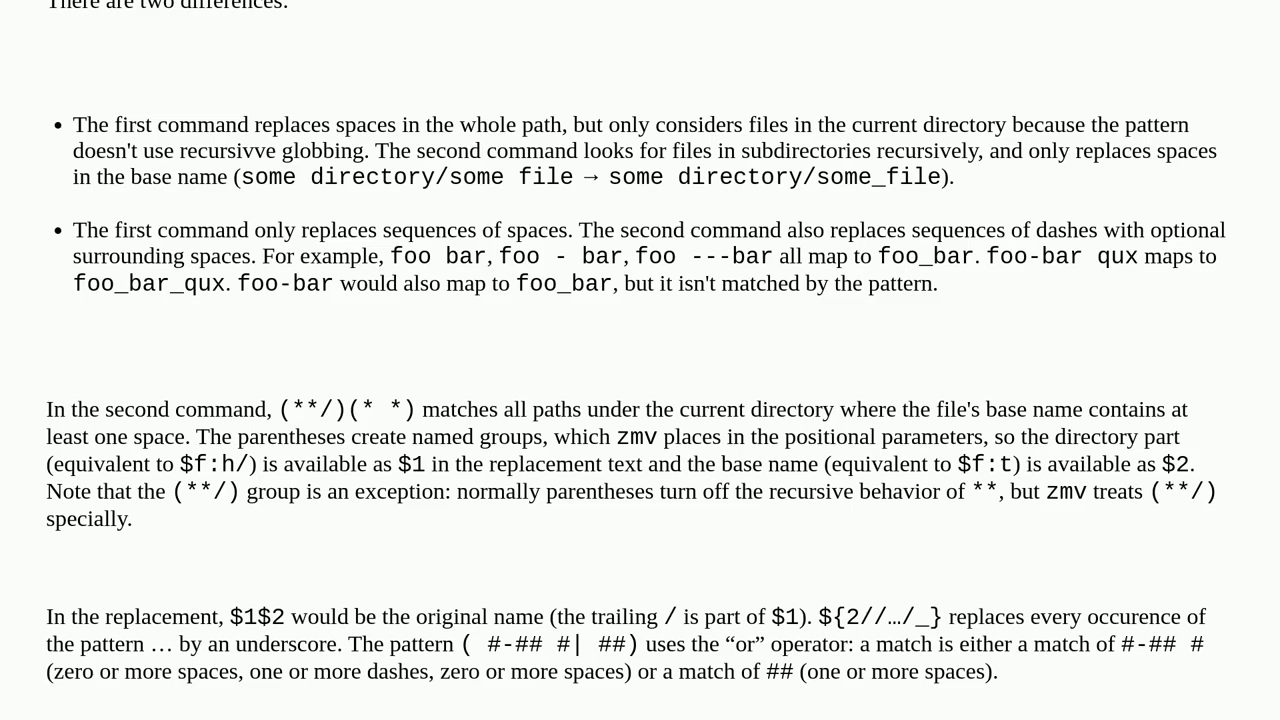 There are two differences.
• The first command replaces spaces in the whole path, but only considers files in the current directory because the pattern
doesn't use recursivve globbing. The second command looks for files in subdirectories recursively, and only replaces spaces
in the base name (some directory/some file → some directory/some_file).
• The first command only replaces sequences of spaces. The second command also replaces sequences of dashes with optional
surrounding spaces. For example, foo bar, foo - bar, foo ---bar all map to foo_bar. foo-bar qux maps to
foo_bar_qux. foo-bar would also map to foo_bar, but it isn't matched by the pattern.
In the second command, (**/)(* *) matches all paths under the current directory where the file's base name contains at
least one space. The parentheses create named groups, which zmv places in the positional parameters, so the directory part
(equivalent to $f:h/) is available as $1 in the replacement text and the base name (equivalent to $f:t) is available as $2.
Note that the (**/) group is an exception: normally parentheses turn off the recursive behavior of **, but zmv treats (**/)
specially.
In the replacement, $1$2 would be the original name (the trailing / is part of $1). ${2//…/_} replaces every occurence of
the pattern … by an underscore. The pattern ( #-## #| ##) uses the “or” operator: a match is either a match of #-## #
(zero or more spaces, one or more dashes, zero or more spaces) or a match of ## (one or more spaces).